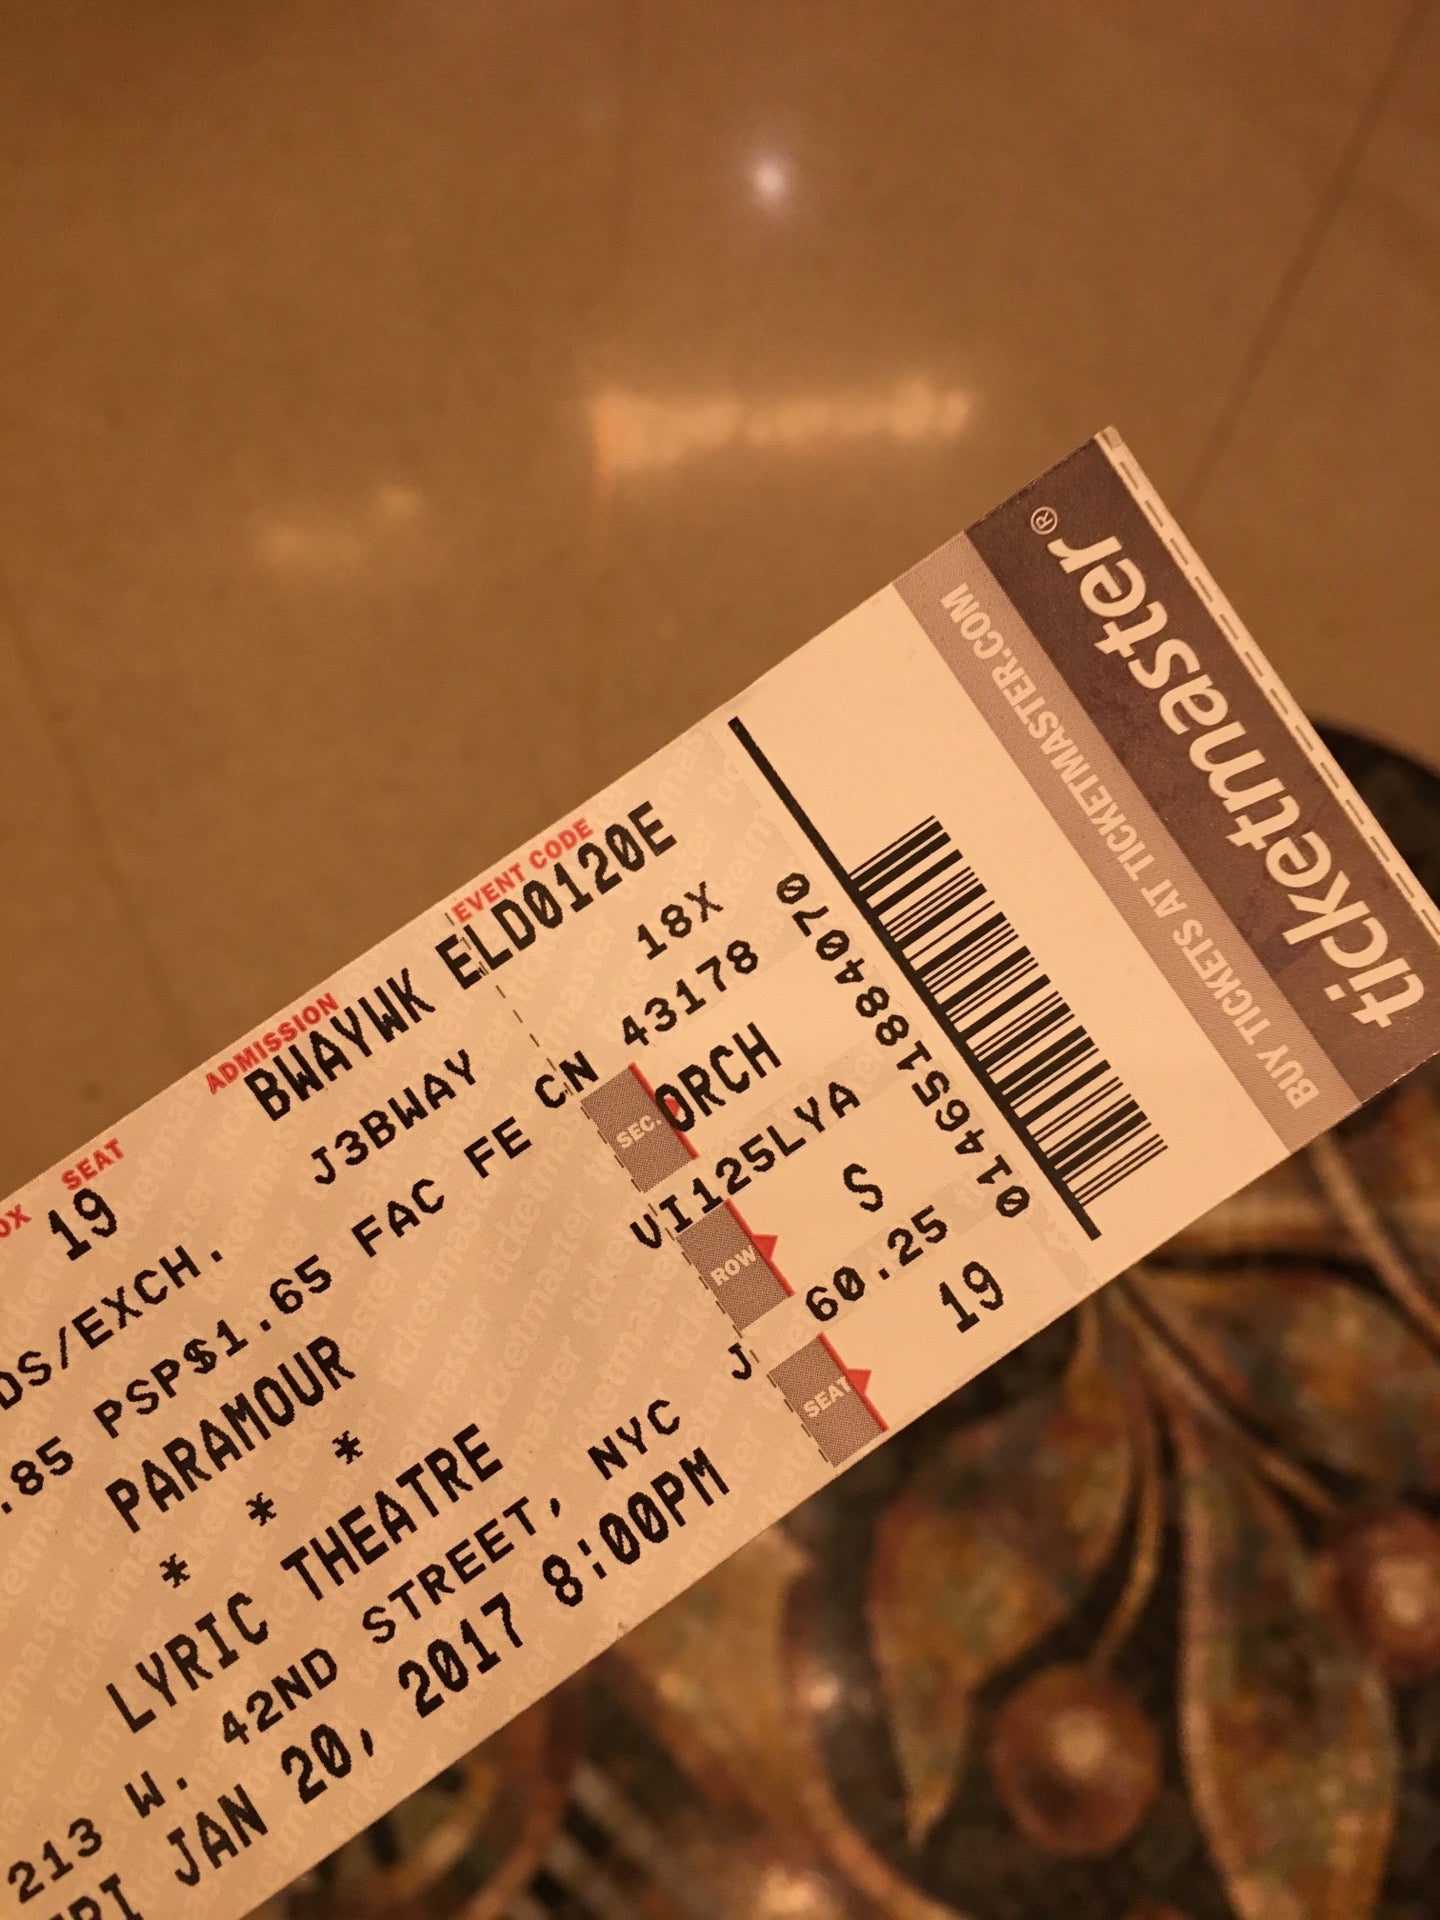 ADMISSION
EVENT CODE
BWAYWK ELD0120E
OX SEAT
19
J3BWAY
DS/EXCH.
.85 PSP$1.65 FAC FE
PARAMOUR
* * *
LYRIC THEATRE
213 W. 42ND STREET, NYC
FRI JAN 20, 2017 8:00PM
18X
CN 43178
SEC.
ORCH
VI125LYA
ROW
S
J 60.25
SEAT
19
014651884070
BUY TICKETS AT TICKETMASTER.COM
ticketmaster®